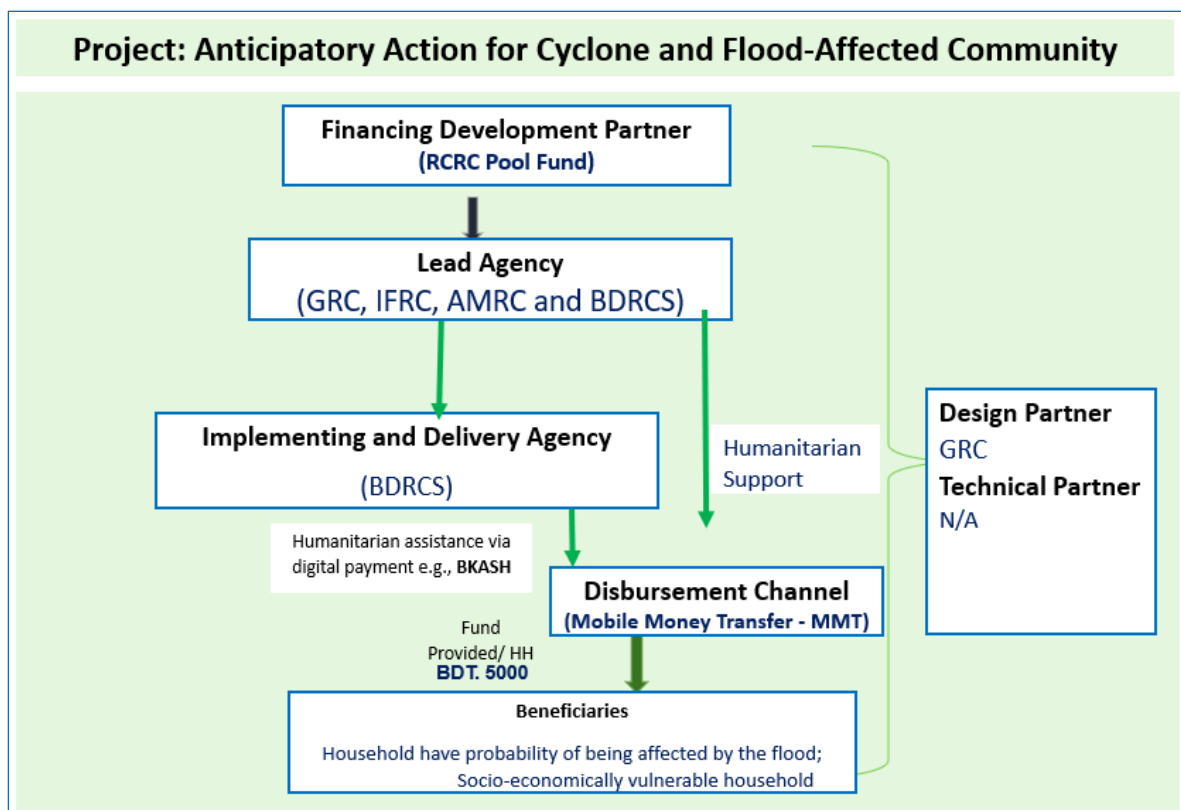 Project: Anticipatory Action for Cyclone and Flood-Affected Community
Financing Development Partner
(RCRC Pool Fund)
Lead Agency
(GRC, IFRC, AMRC and BDRCS)
Implementing and Delivery Agency
(BDRCS)
Humanitarian
Support
Design Partner
GRC
Technical Partner
N/A
Humanitarian assistance via
digital payment e.g., BKASH
Disbursement Channel
(Mobile Money Transfer - MMT)
Fund
Provided/ HH
BDT. 5000
Beneficiaries
Household have probability of being affected by the flood;
Socio-economically vulnerable household